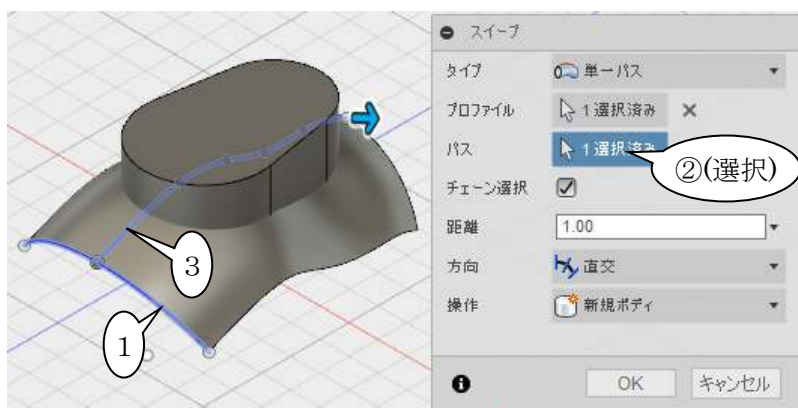 スイープ
タイプ 単一パス
プロファイル 1選択済み ×
パス 1選択済み
②(選択)
チェーン選択
距離 1.00
方向 直交
操作 新規ボディ
OK キャンセル
3
1